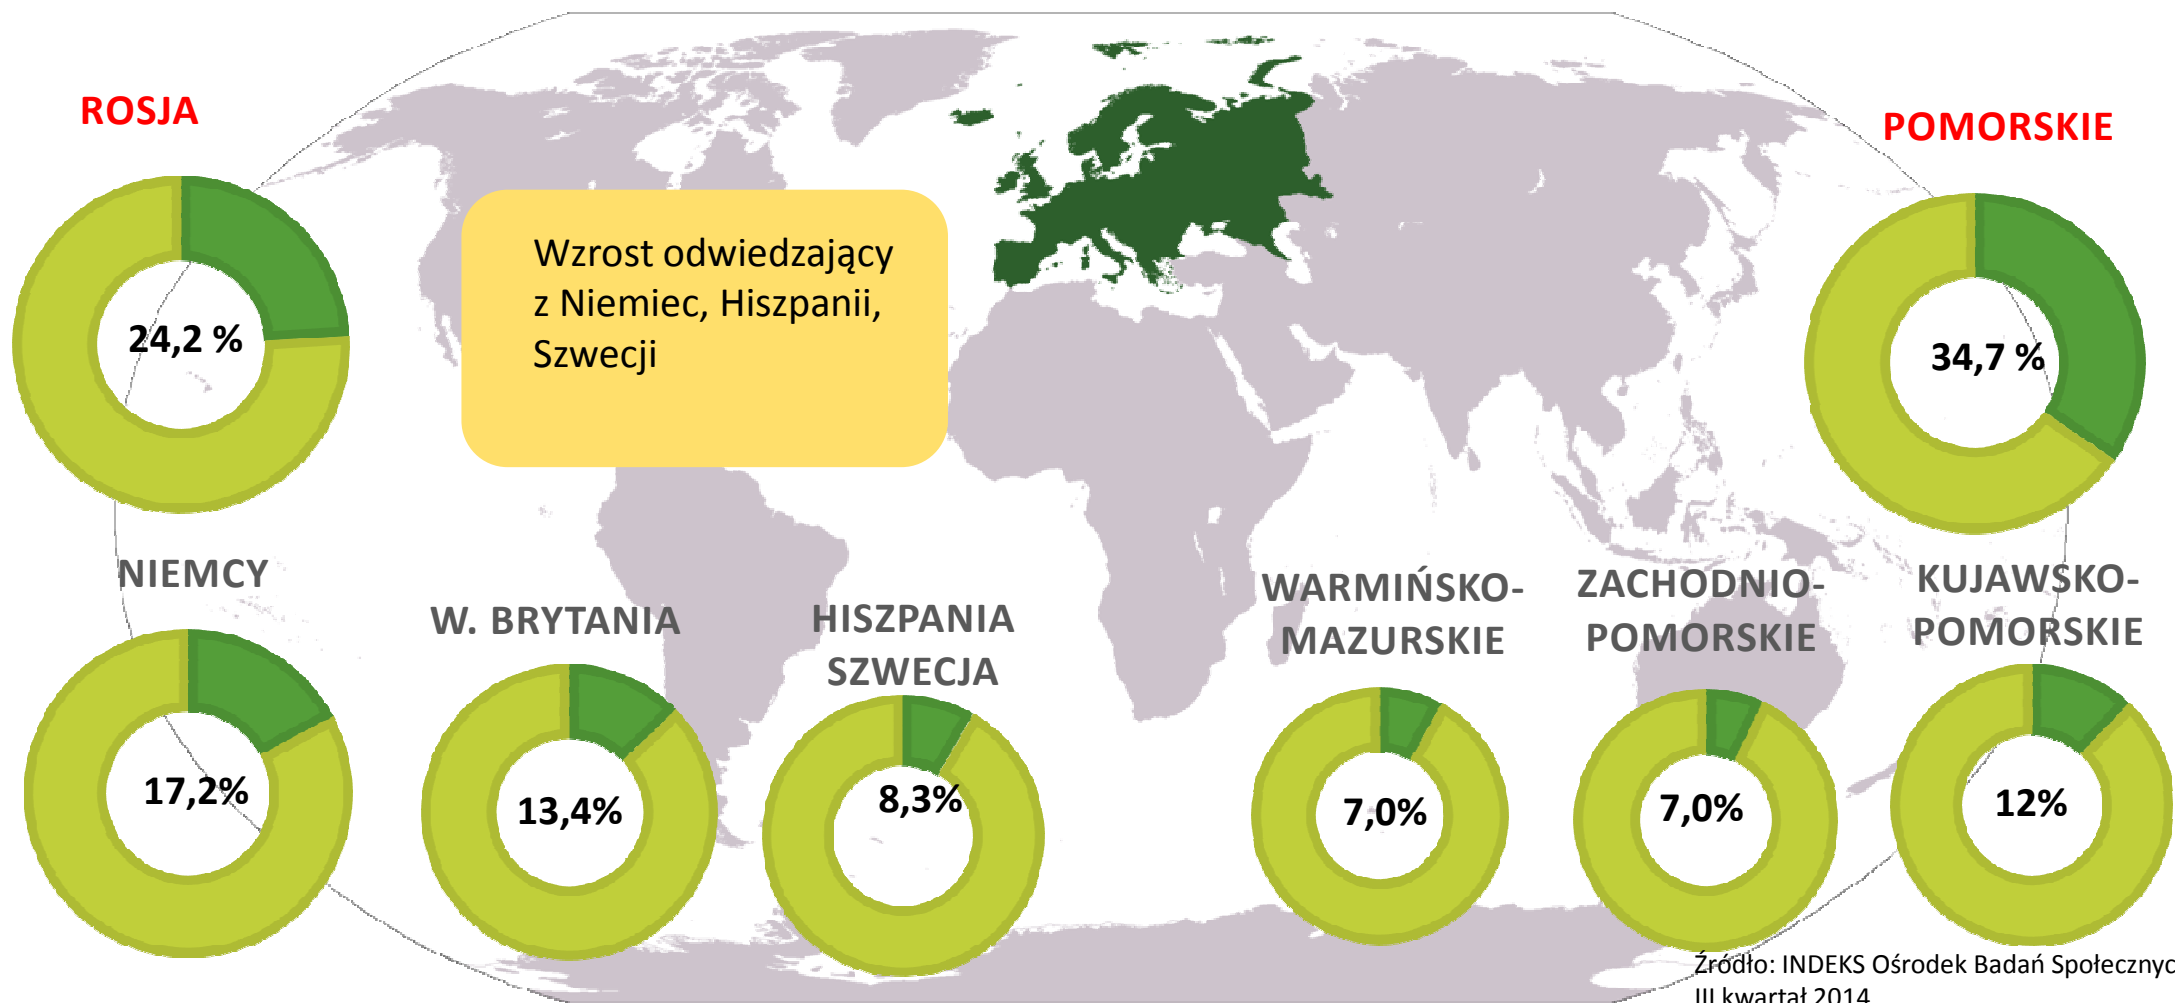 ROSJA
24,2 %
Wzrost odwiedzający
z Niemiec, Hiszpanii,
Szwecji
POMORSKIE
34,7 %
NIEMCY
17,2%
W. BRYTANIA
13,4%
HISZPANIA
SZWECJA
8,3%
WARMIŃSKO-
MAZURSKIE
7,0%
ZACHODNIO-
POMORSKIE
7,0%
KUJAWSKO-
POMORSKIE
12%
Źródło: INDEKS Ośrodek Badań Społecznyc
III kwartał 2014